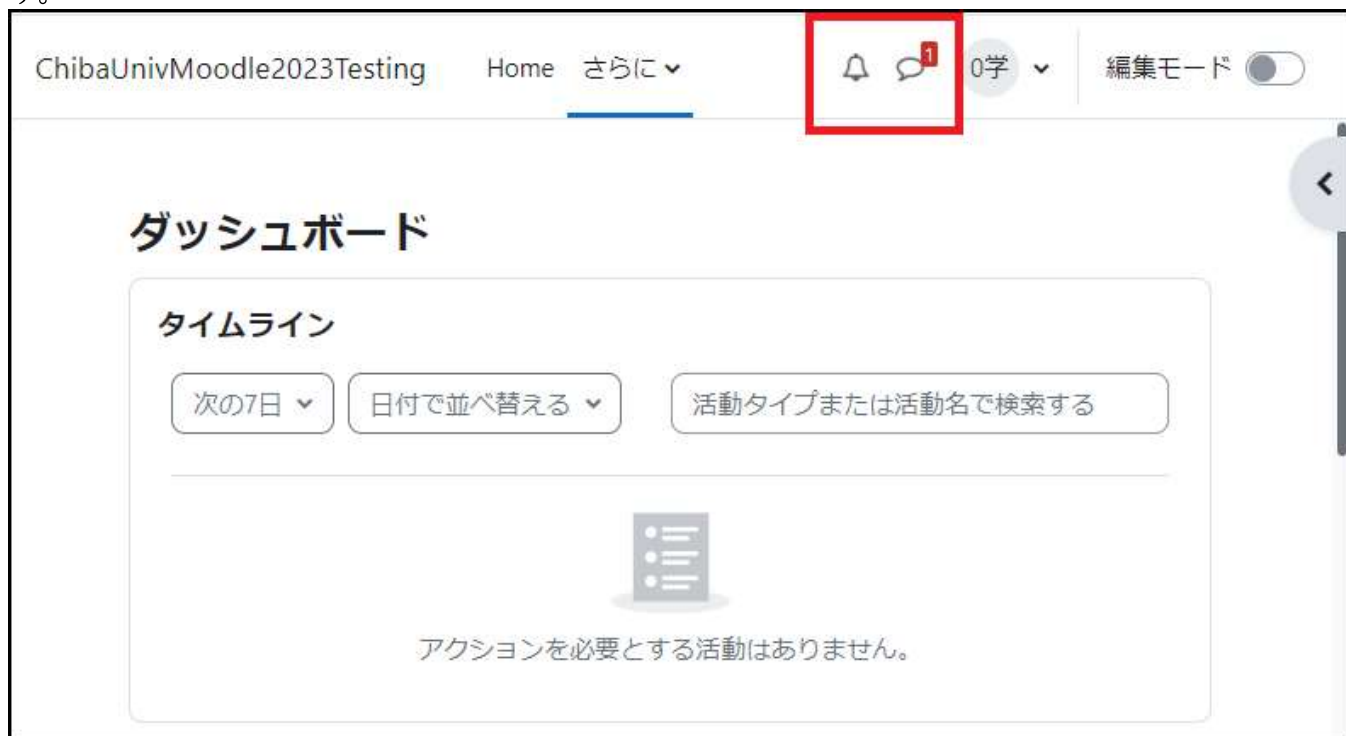 す。
ChibaUnivMoodle2023Testing Home さらに 1 0学 編集モード
ダッシュボード
タイムライン
次の7日 日付で並べ替える 活動タイプまたは活動名で検索する
アクションを必要とする活動はありません。